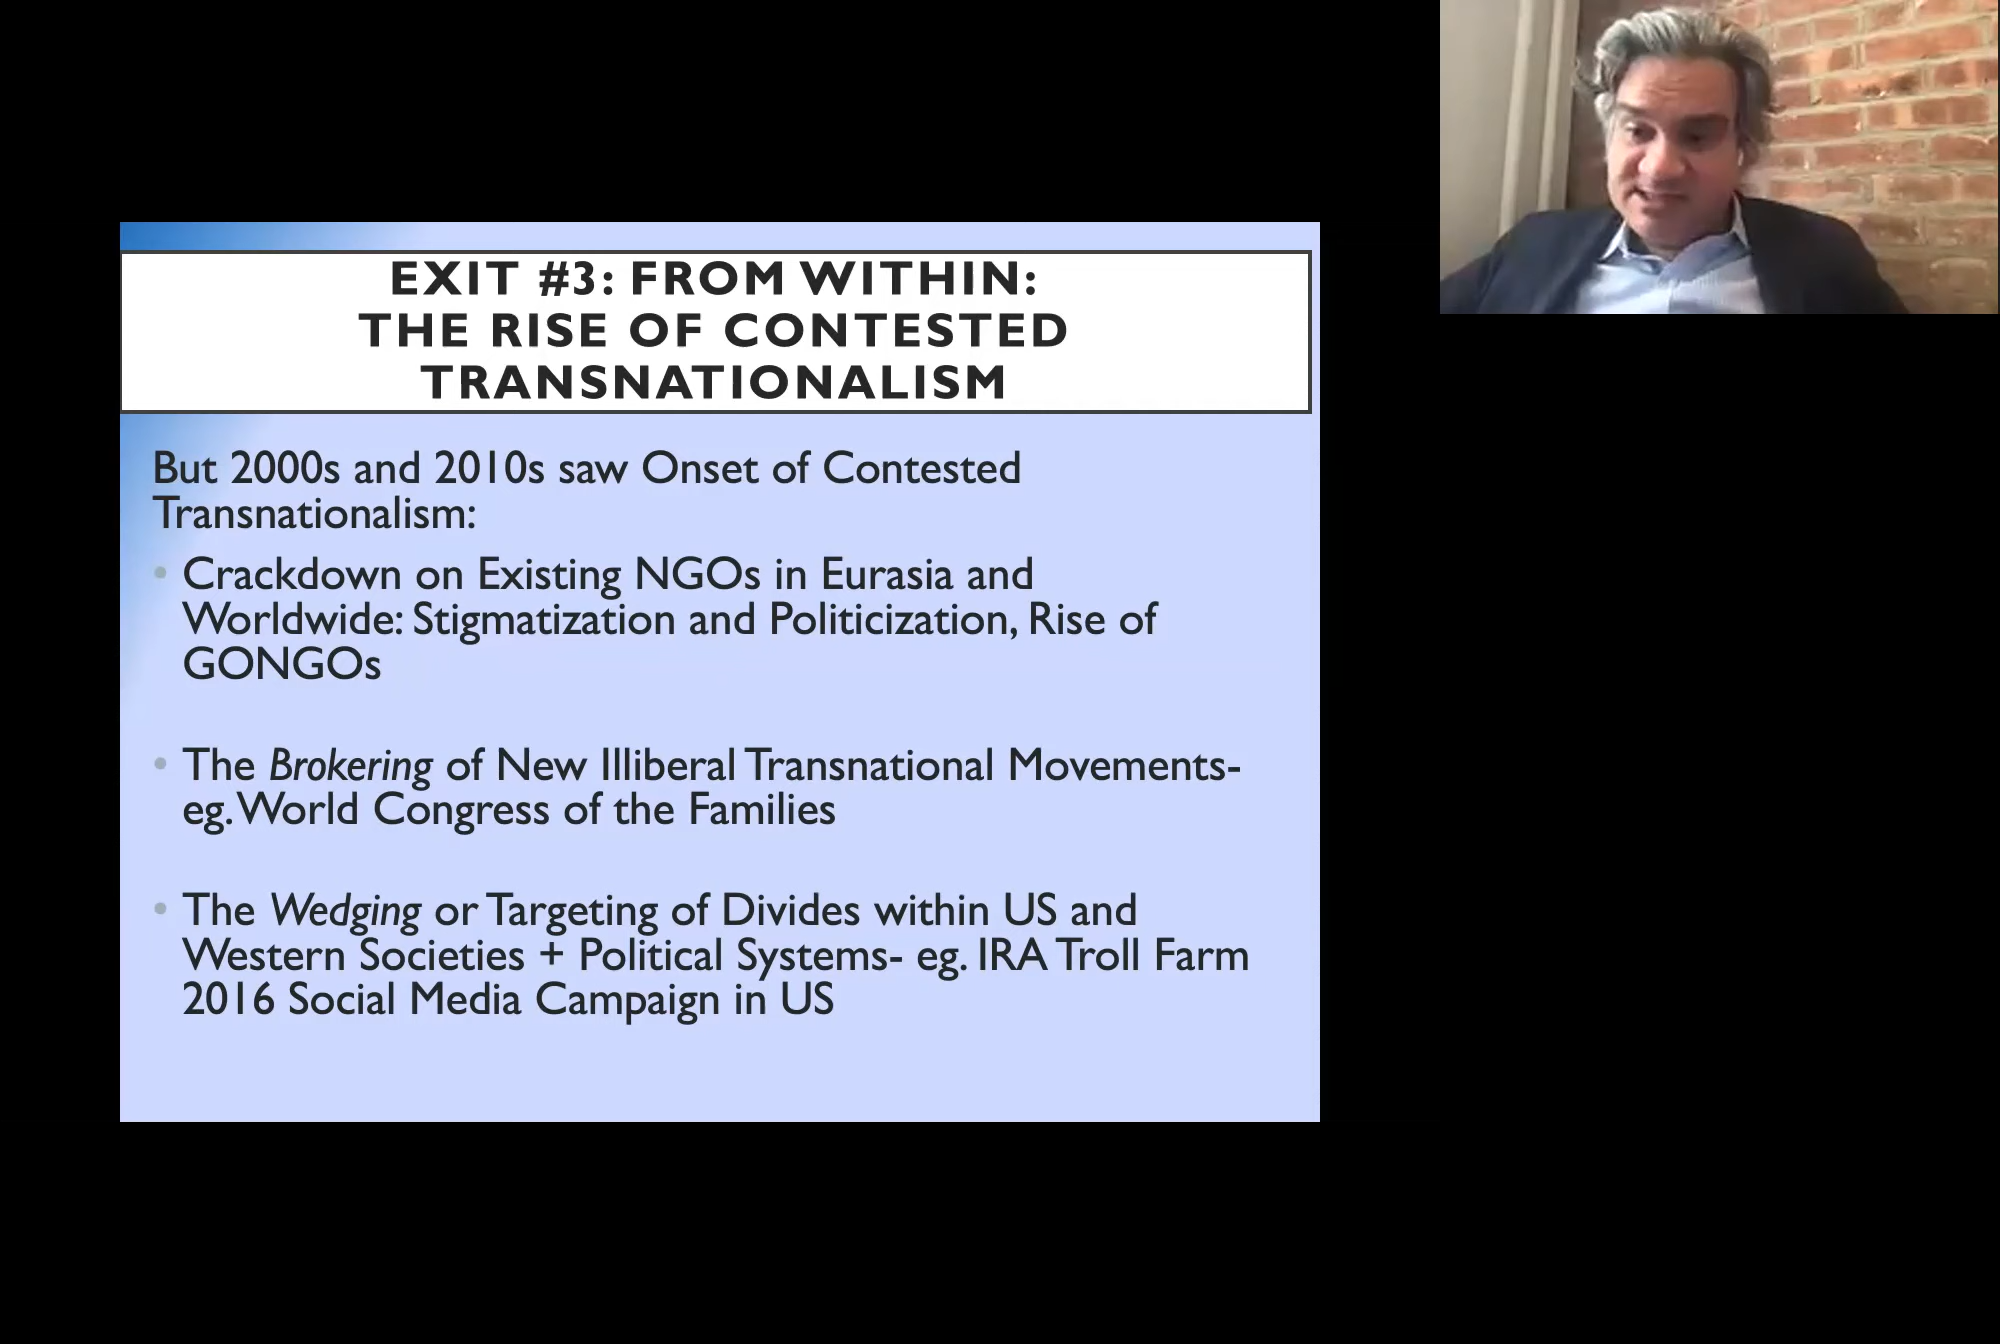 EXIT #3: FROM WITHIN:
THE RISE OF CONTESTED
TRANSNATIONALISM
But 2000s and 2010s saw Onset of Contested
Transnationalism:
• Crackdown on Existing NGOs in Eurasia and
Worldwide: Stigmatization and Politicization, Rise of
GONGOs
• The Brokering of New Illiberal Transnational Movements-
eg. World Congress of the Families
• The Wedging or Targeting of Divides within US and
Western Societies + Political Systems- eg. IRA Troll Farm
2016 Social Media Campaign in US